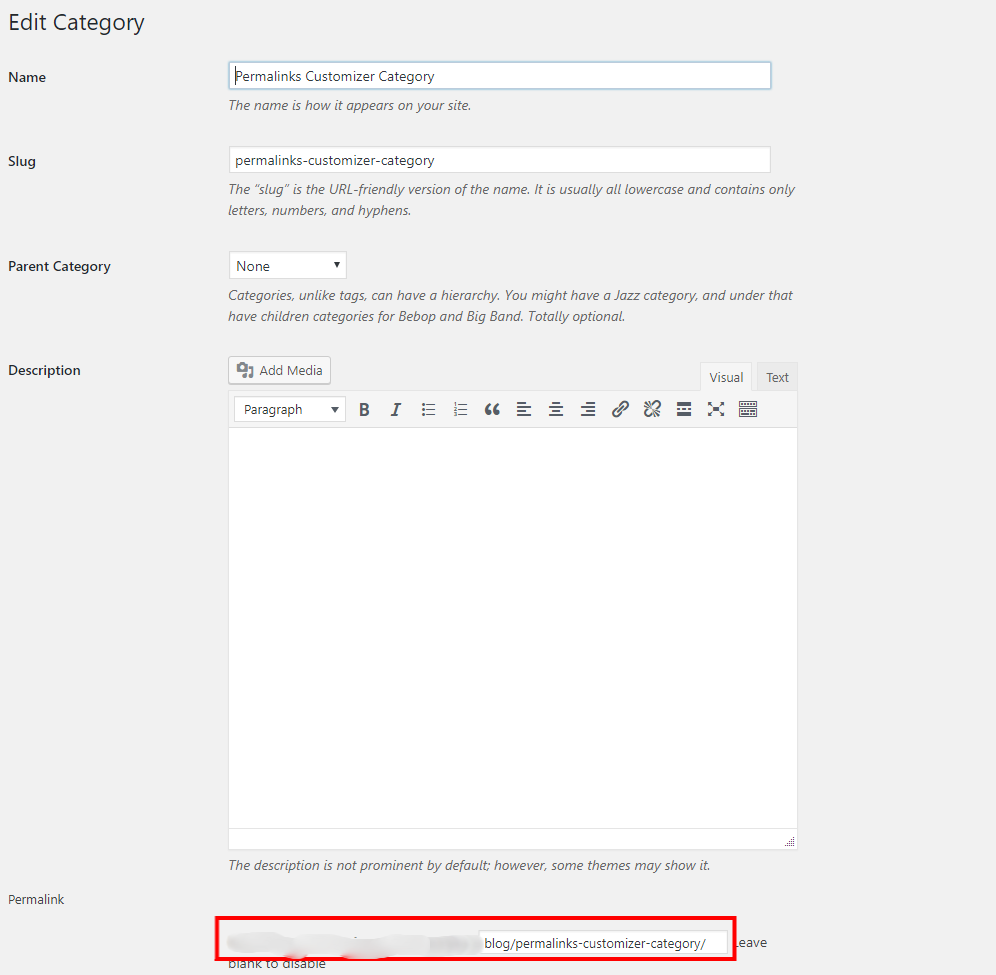 Edit Category
Name
Permalinks Customizer Category
The name is how it appears on your site.
Slug
permalinks-customizer-category
The “slug” is the URL-friendly version of the name. It is usually all lowercase and contains only
letters, numbers, and hyphens.
Parent Category
None
Categories, unlike tags, can have a hierarchy. You might have a Jazz category, and under that
have children categories for Bebop and Big Band. Totally optional.
Description
Add Media
Visual Text
Paragraph
The description is not prominent by default; however, some themes may show it.
Permalink
blog/permalinks-customizer-category/ Leave
blank to disable